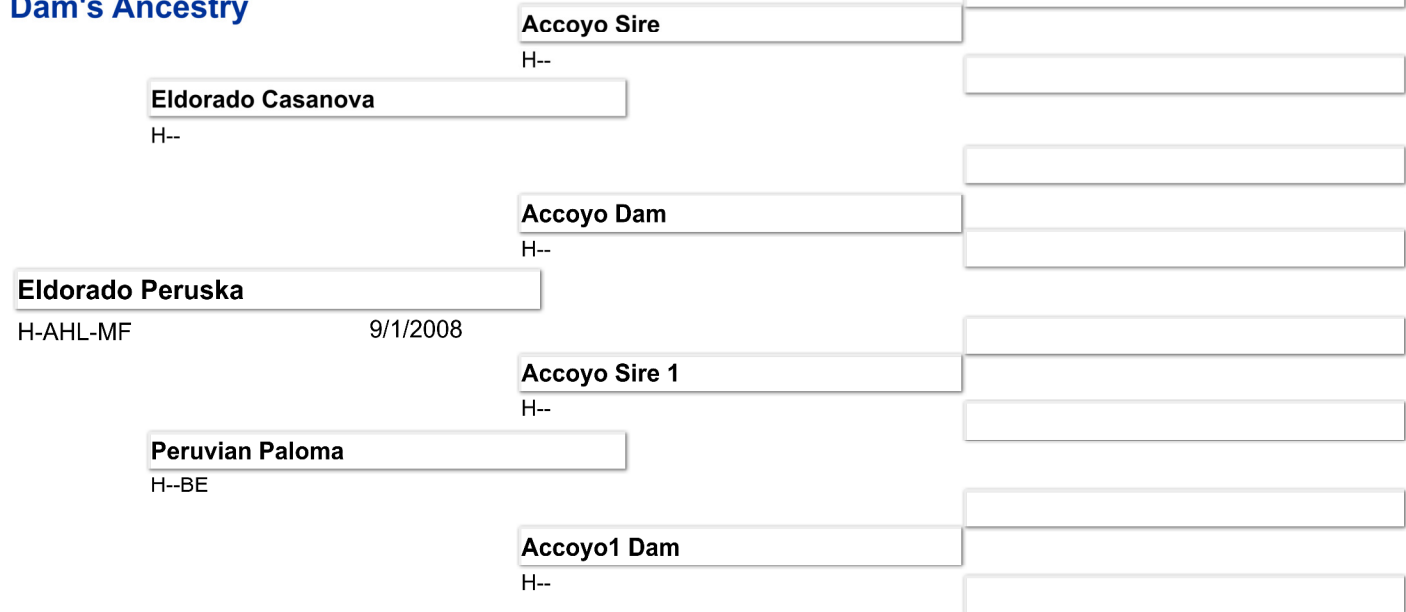 Dam's Ancestry
Accoyo Sire
H--
Eldorado Casanova
H--
Accoyo Dam
H--
Eldorado Peruska
H-AHL-MF 9/1/2008
Accoyo Sire 1
H--
Peruvian Paloma
H--BE
Accoyo1 Dam
H--